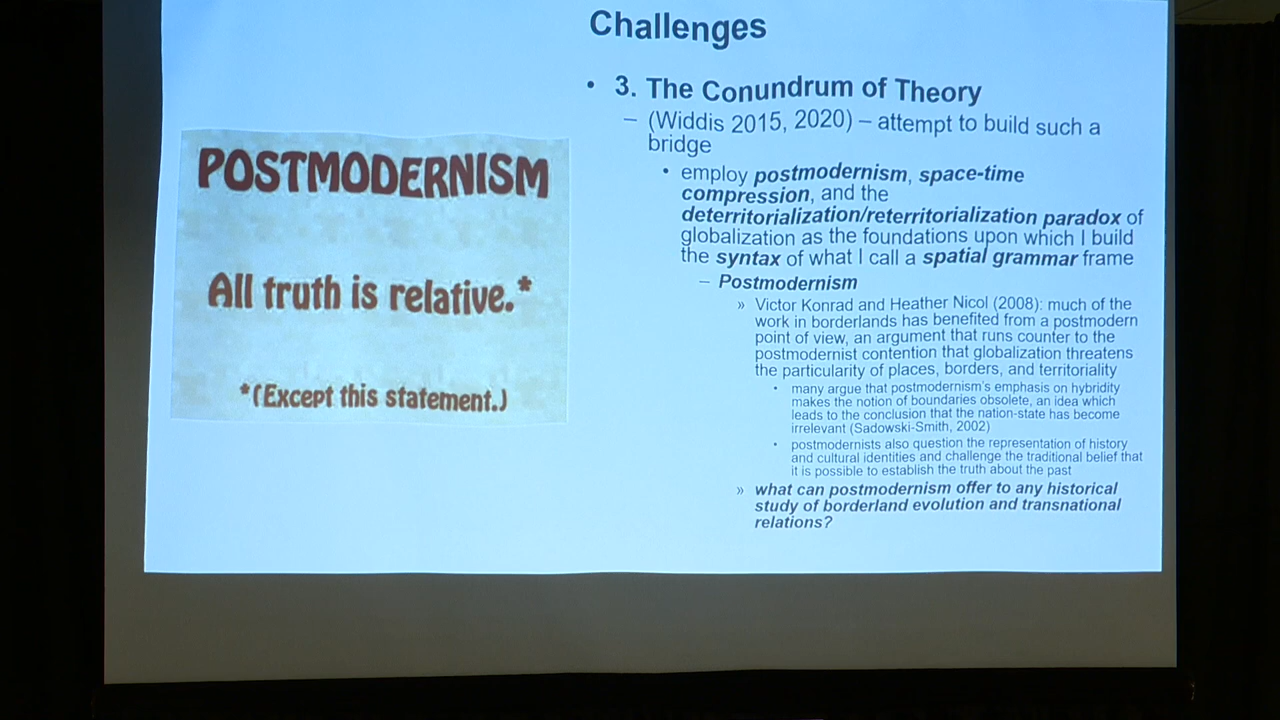 Challenges
• 3. The Conundrum of Theory
– (Widdis 2015, 2020) – attempt to build such a
bridge
• employ postmodernism, space-time
compression, and the
deterritorialization/reterritorialization paradox of
globalization as the foundations upon which I build
the syntax of what I call a spatial grammar frame
– Postmodernism
» Victor Konrad and Heather Nicol (2008): much of the
work in borderlands has benefited from a postmodern
point of view, an argument that runs counter to the
postmodernist contention that globalization threatens
the particularity of places, borders, and territoriality
• many argue that postmodernism's emphasis on hybridity
makes the notion of boundaries obsolete, an idea which
leads to the conclusion that the nation-state has become
irrelevant (Sadowski-Smith, 2002)
• postmodernists also question the representation of history
and cultural identities and challenge the traditional belief that
it is possible to establish the truth about the past
» what can postmodernism offer to any historical
study of borderland evolution and transnational
relations?
POSTMODERNISM
All truth is relative.*
*(Except this statement.)